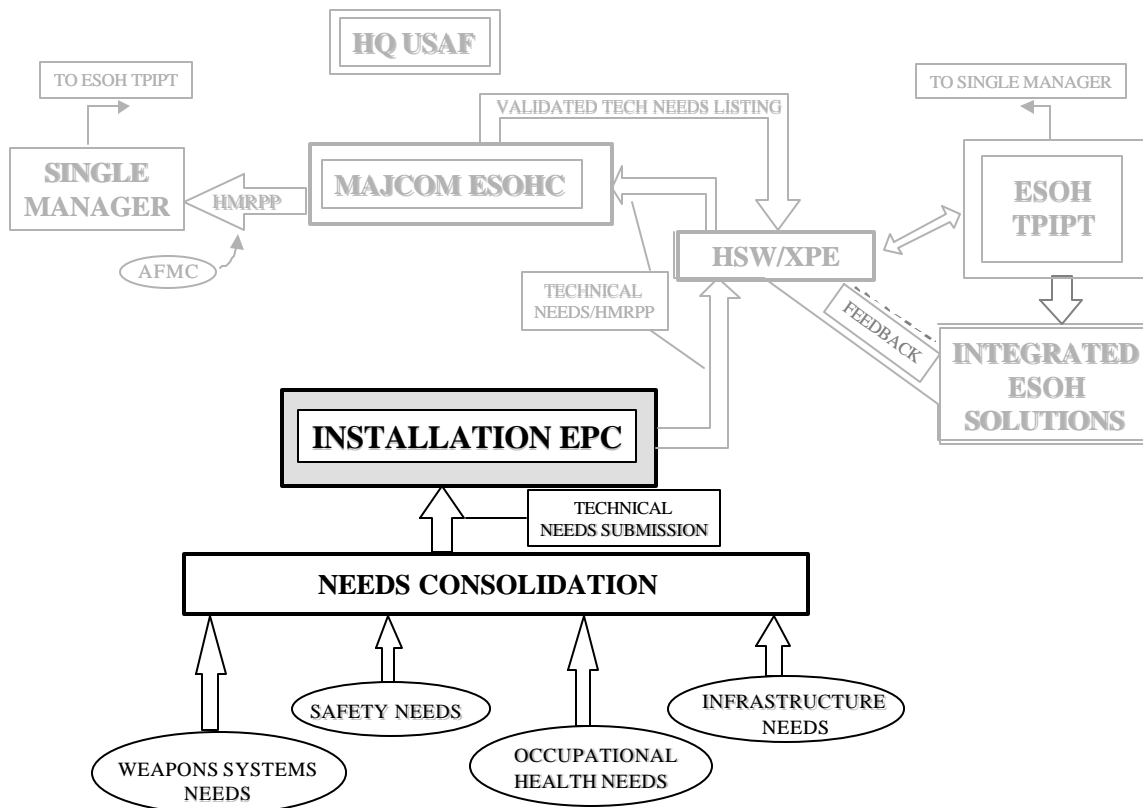 HQ USAF
TO ESOH TPIPT
TO SINGLE MANAGER
VALIDATED TECH NEEDS LISTING
SINGLE
MANAGER
HMRPP
MAJCOM ESOHC
ESOH
TPIPT
AFMC
HSW/XPE
TECHNICAL
NEEDS/HMRPP
FEEDBACK
INTEGRATED
ESOH
SOLUTIONS
INSTALLATION EPC
TECHNICAL
NEEDS SUBMISSION
NEEDS CONSOLIDATION
SAFETY NEEDS
INFRASTRUCTURE
NEEDS
WEAPONS SYSTEMS
NEEDS
OCCUPATIONAL
HEALTH NEEDS